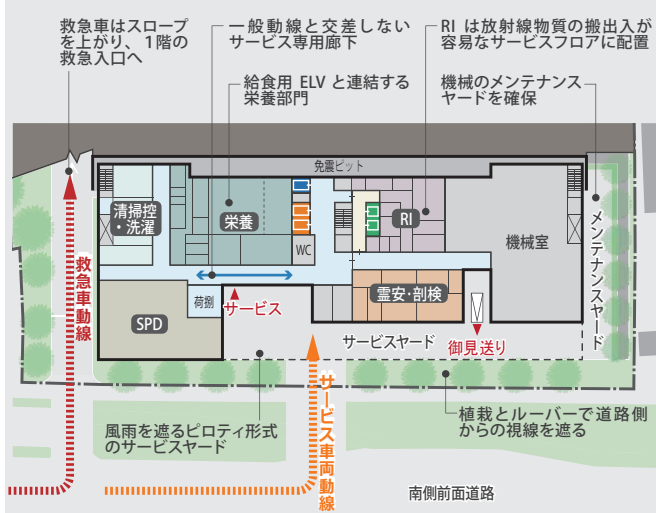 救急車はスロープ
を上がり、1階の
救急入口へ
一般動線と交差しない
サービス専用廊下
給食用 ELV と連結する
栄養部門
RI は放射線物質の搬出入が
容易なサービスフロアに配置
機械のメンテナンス
ヤードを確保
免震ピット
清掃控
・洗濯
栄養
WC
RI
機械室
メンテナンスヤード
救急車動線
荷捌
サービス
SPD
霊安・剖検
サービスヤード
御見送り
風雨を遮るピロティ形式
のサービスヤード
サービス車両動線
植栽とルーバーで道路側
からの視線を遮る
南側前面道路